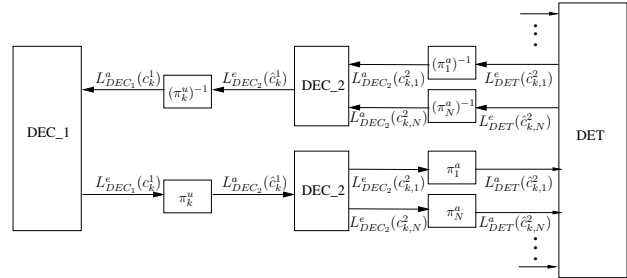 DEC_1
L^a_{DEC_1}(c^1_k)
(π^u_k)^{-1}
L^e_{DEC_2}(ĉ^1_k)
DEC_2
L^a_{DEC_2}(c^2_{k,1})
(π^a_1)^{-1}
L^e_{DET}(ĉ^2_{k,1})
L^a_{DEC_2}(c^2_{k,N})
(π^a_N)^{-1}
L^e_{DET}(ĉ^2_{k,N})
DET
L^e_{DEC_1}(c^1_k)
π^u_k
L^a_{DEC_2}(ĉ^1_k)
DEC_2
L^e_{DEC_2}(c^2_{k,1})
π^a_1
L^a_{DET}(ĉ^2_{k,1})
L^e_{DEC_2}(c^2_{k,N})
π^a_N
L^a_{DET}(ĉ^2_{k,N})